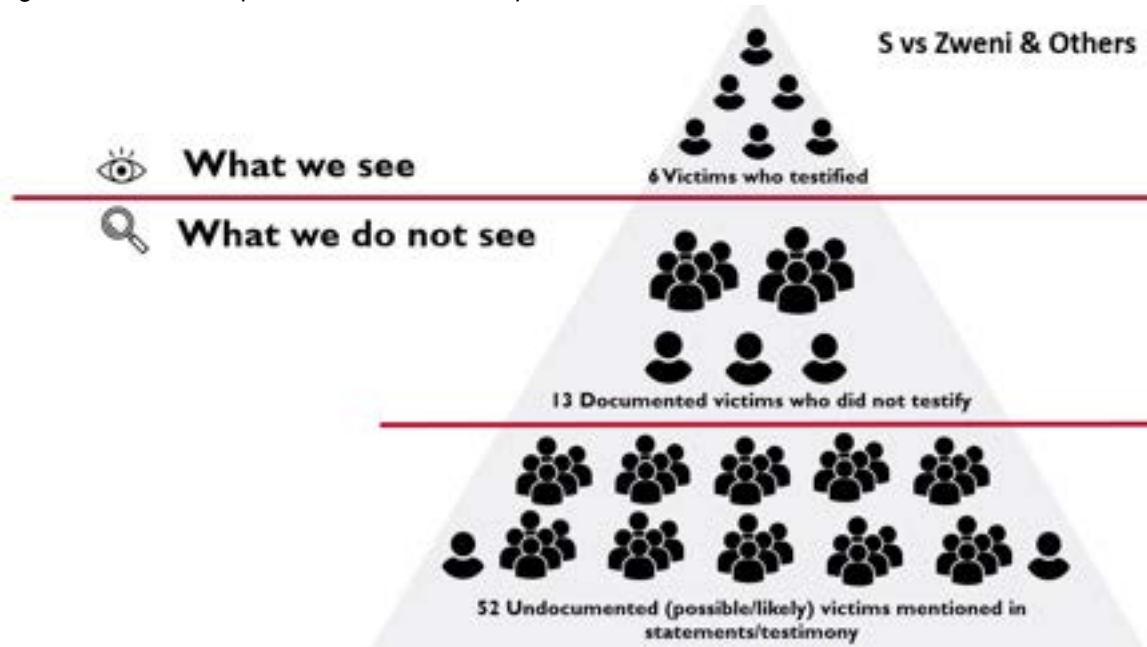 S vs Zweni & Others
What we see
6 Victims who testified
What we do not see
13 Documented victims who did not testify
52 Undocumented (possible/likely) victims mentioned in
statements/testimony